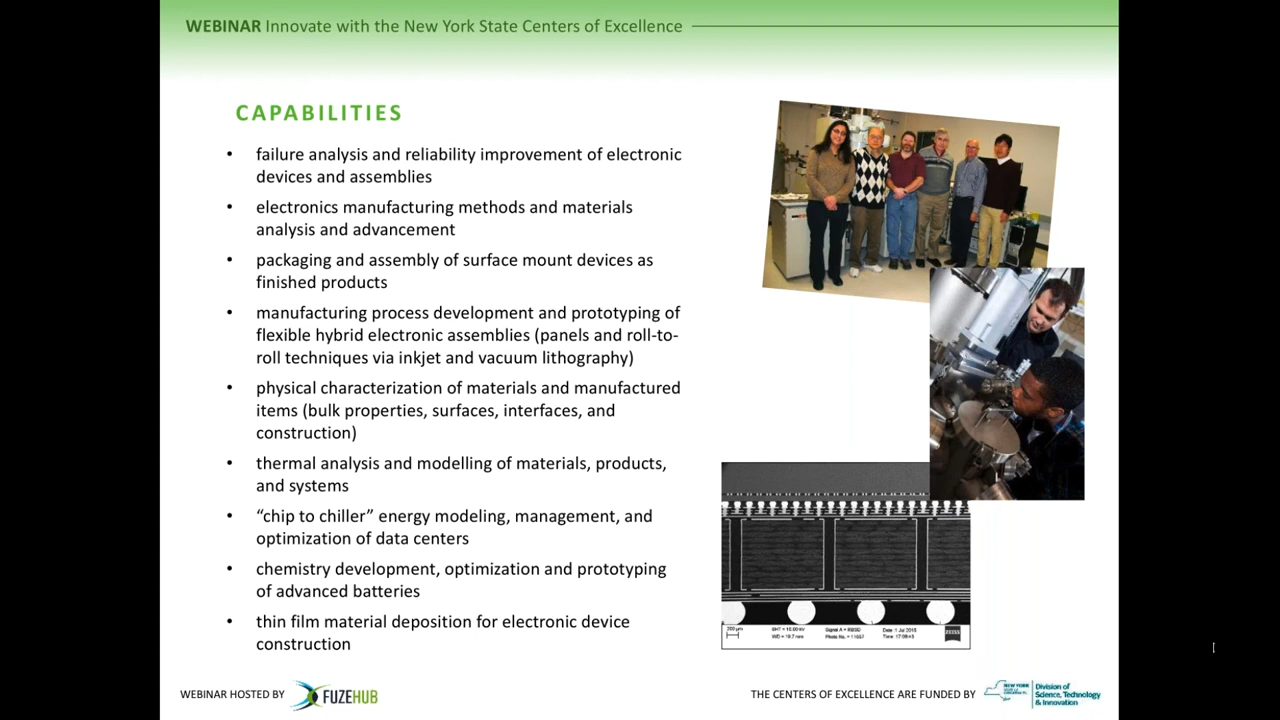 WEBINAR Innovate with the New York State Centers of Excellence
CAPABILITIES
• failure analysis and reliability improvement of electronic
devices and assemblies
• electronics manufacturing methods and materials
analysis and advancement
• packaging and assembly of surface mount devices as
finished products
• manufacturing process development and prototyping of
flexible hybrid electronic assemblies (panels and roll-to-
roll techniques via inkjet and vacuum lithography)
• physical characterization of materials and manufactured
items (bulk properties, surfaces, interfaces, and
construction)
• thermal analysis and modelling of materials, products,
and systems
• “chip to chiller” energy modeling, management, and
optimization of data centers
• chemistry development, optimization and prototyping
of advanced batteries
• thin film material deposition for electronic device
construction
200 µm
ZEISS
WEBINAR HOSTED BY
FUZEHUB
THE CENTERS OF EXCELLENCE ARE FUNDED BY
NEW YORK
Division of
Science, Technology
& Innovation